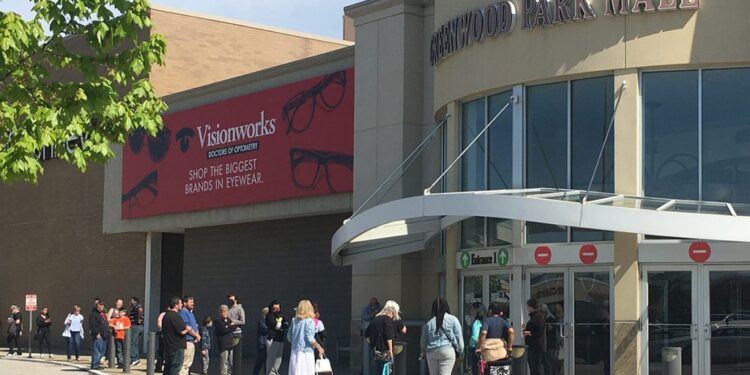 GREENWOOD PARK MALL
Visionworks
DOCTORS OF OPTOMETRY
SHOP THE BIGGEST
BRANDS IN EYEWEAR.
Entrance 1